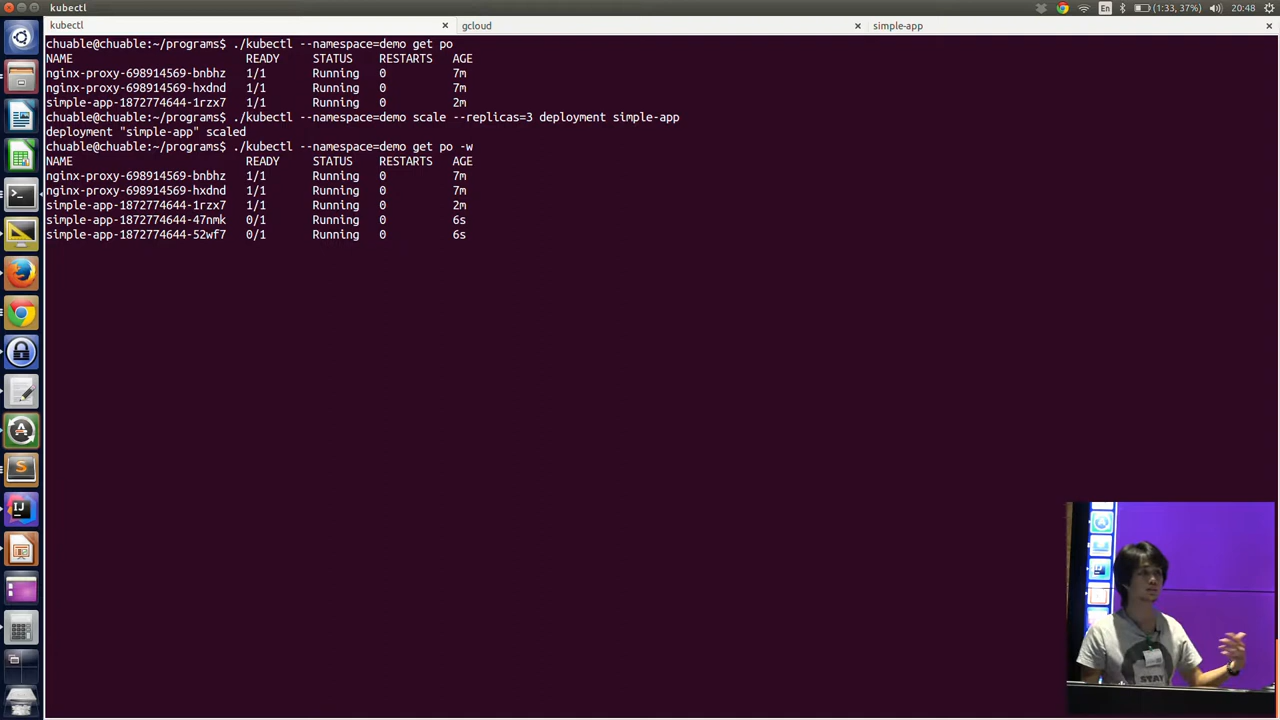 kubectl
En
(1:33, 37%)
20:48
kubectl
gcloud
simple-app
chuable@chuable:~/programs$ ./kubectl --namespace=demo get po
NAME READY STATUS RESTARTS AGE
nginx-proxy-698914569-bnbhz 1/1 Running 0 7m
nginx-proxy-698914569-hxdnd 1/1 Running 0 7m
simple-app-1872774644-1rzx7 1/1 Running 0 2m
chuable@chuable:~/programs$ ./kubectl --namespace=demo scale --replicas=3 deployment simple-app
deployment "simple-app" scaled
chuable@chuable:~/programs$ ./kubectl --namespace=demo get po -w
NAME READY STATUS RESTARTS AGE
nginx-proxy-698914569-bnbhz 1/1 Running 0 7m
nginx-proxy-698914569-hxdnd 1/1 Running 0 7m
simple-app-1872774644-1rzx7 1/1 Running 0 2m
simple-app-1872774644-47nmk 0/1 Running 0 6s
simple-app-1872774644-52wf7 0/1 Running 0 6s
S
IJ
STAY